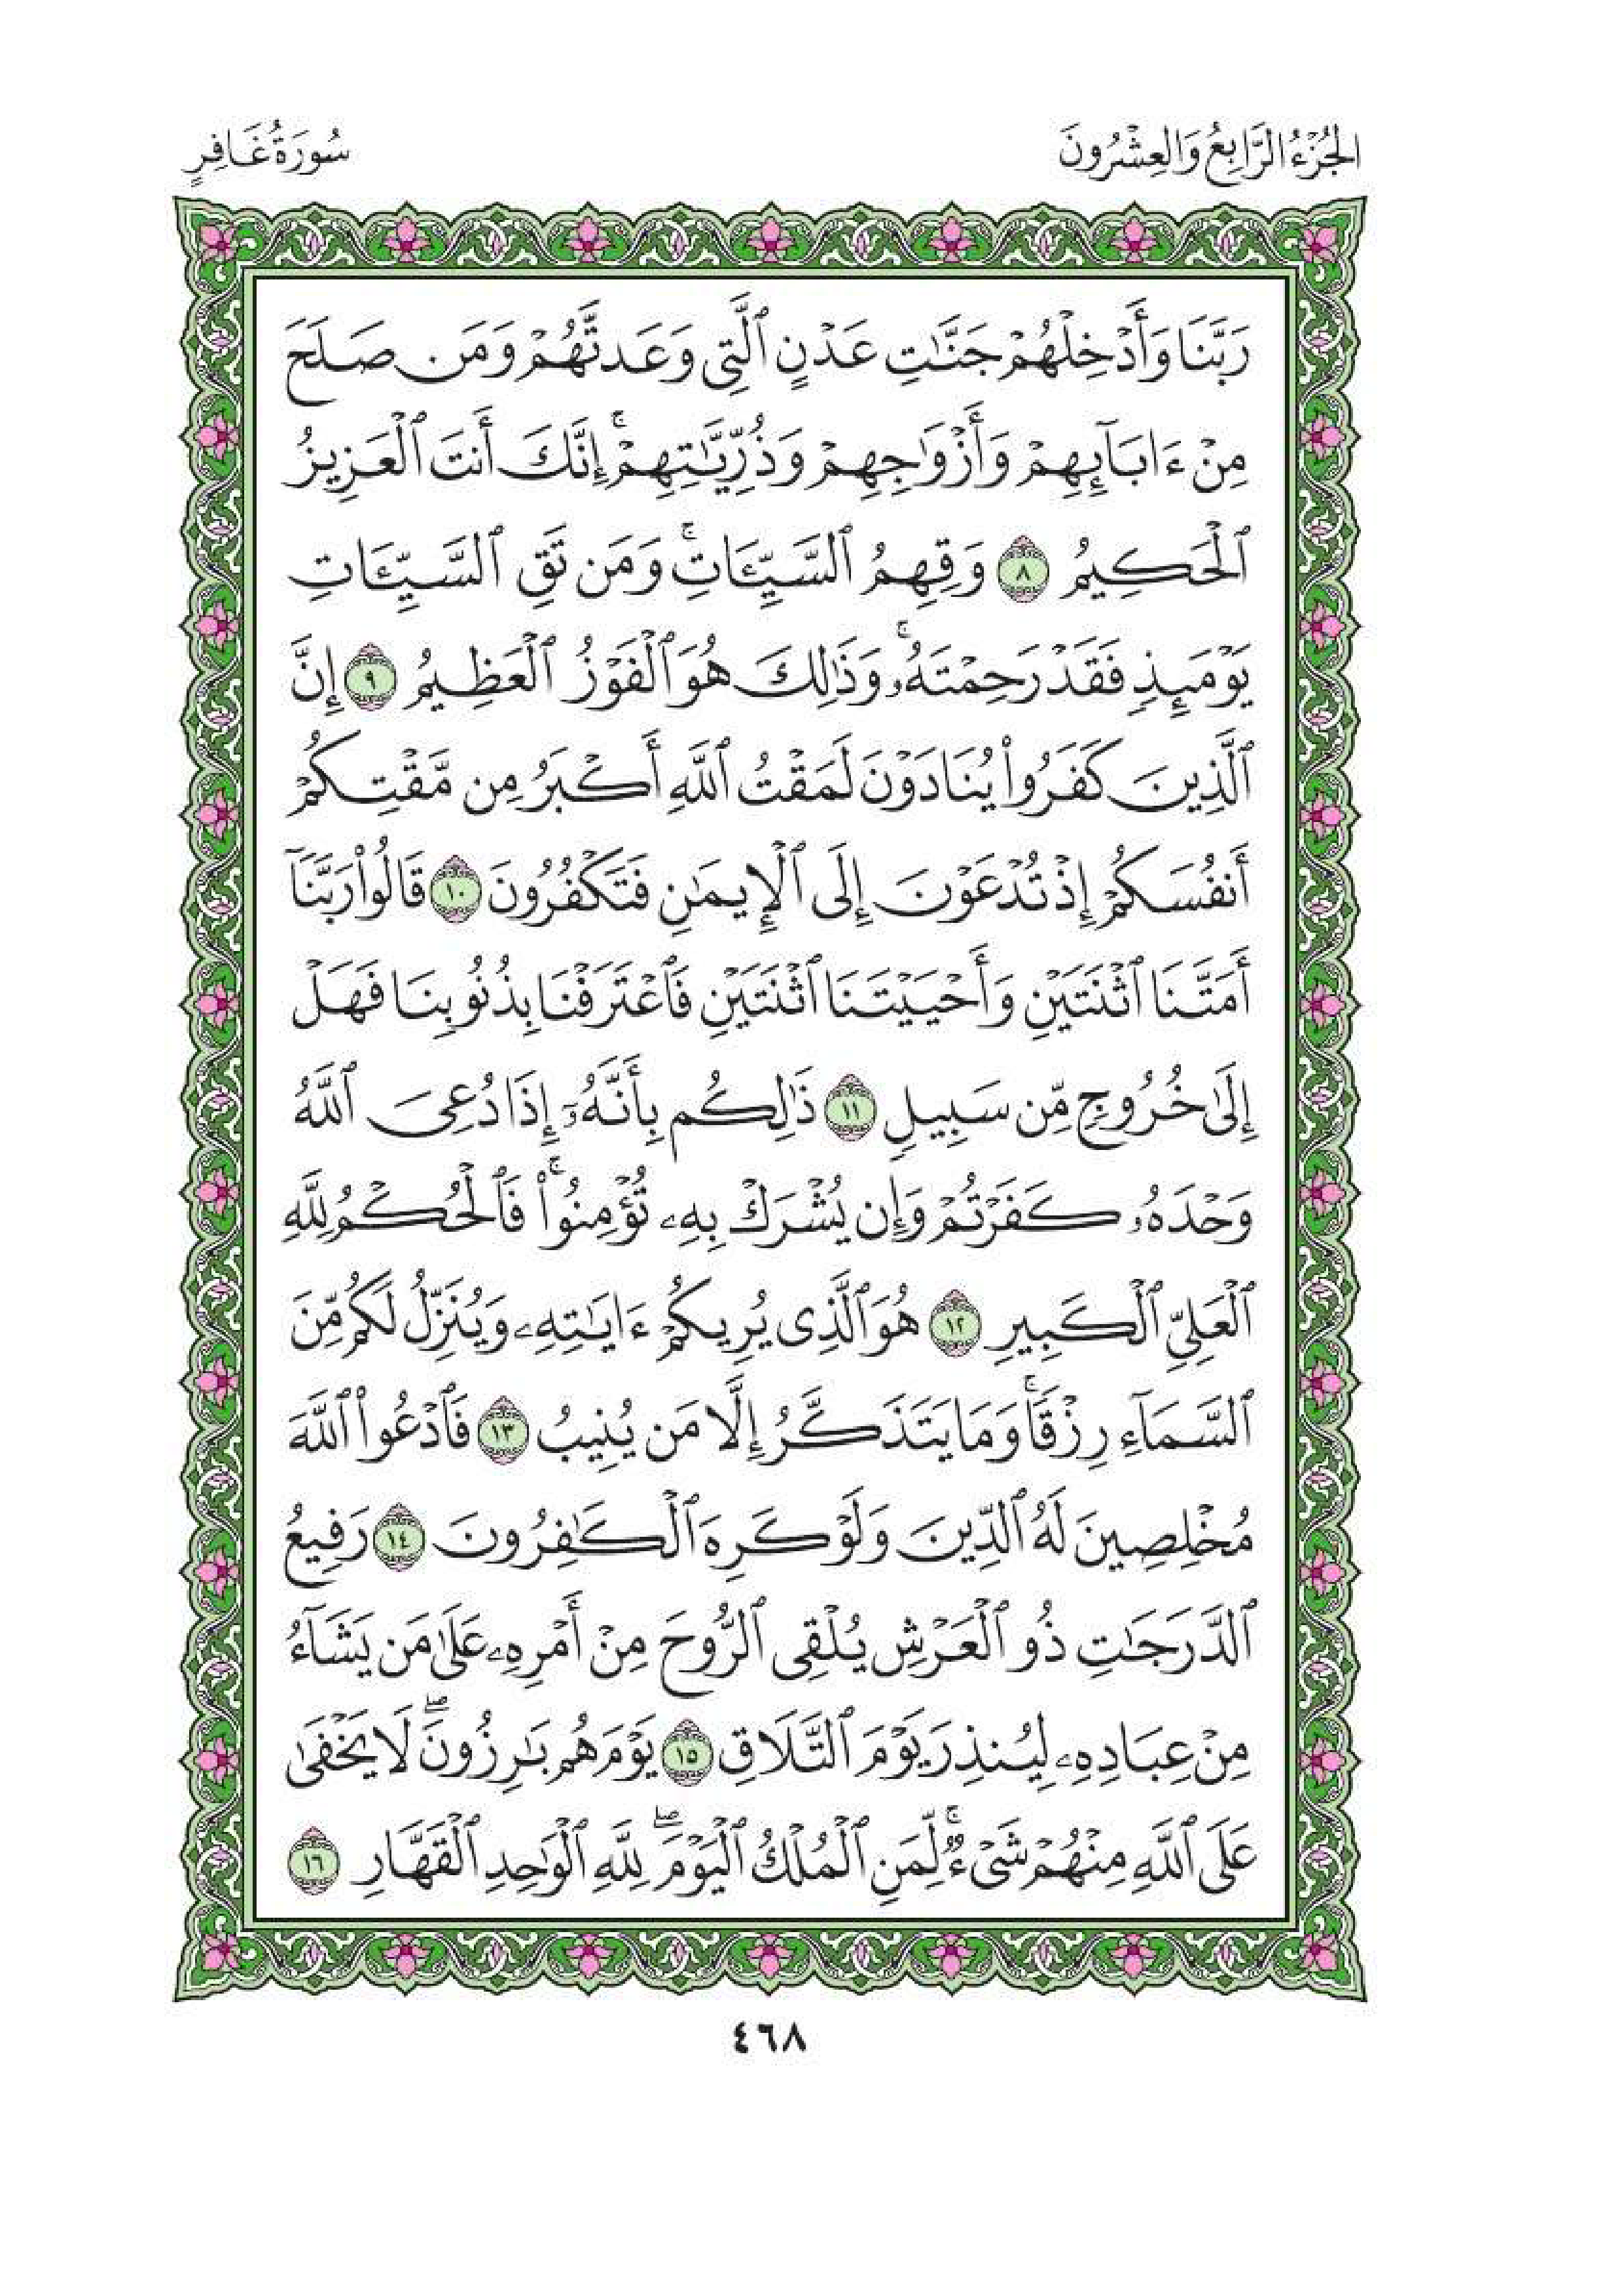 الجُزْءُ الرَّابِعُ وَالعِشْرُونَ
سُورَةُ غَافِرٍ
رَبَّنَا وَأَدْخِلْهُمْ جَنَّٰتِ عَدْنٍ ٱلَّتِى وَعَدتَّهُمْ وَمَن صَلَحَ
مِنْ ءَابَآئِهِمْ وَأَزْوَٰجِهِمْ وَذُرِّيَّٰتِهِمْ ۚ إِنَّكَ أَنتَ ٱلْعَزِيزُ
ٱلْحَكِيمُ ٨ وَقِهِمُ ٱلسَّيِّـَٔاتِ ۚ وَمَن تَقِ ٱلسَّيِّـَٔاتِ
يَوْمَئِذٍ فَقَدْ رَحِمْتَهُۥ ۚ وَذَٰلِكَ هُوَ ٱلْفَوْزُ ٱلْعَظِيمُ ٩ إِنَّ
ٱلَّذِينَ كَفَرُوا۟ يُنَادَوْنَ لَمَقْتُ ٱللَّهِ أَكْبَرُ مِن مَّقْتِكُمْ
أَنفُسَكُمْ إِذْ تُدْعَوْنَ إِلَى ٱلْإِيمَٰنِ فَتَكْفُرُونَ ١٠ قَالُوا۟ رَبَّنَآ
أَمَتَّنَا ٱثْنَتَيْنِ وَأَحْيَيْتَنَا ٱثْنَتَيْنِ فَٱعْتَرَفْنَا بِذُنُوبِنَا فَهَلْ
إِلَىٰ خُرُوجٍ مِّن سَبِيلٍ ١١ ذَٰلِكُم بِأَنَّهُۥٓ إِذَا دُعِىَ ٱللَّهُ
وَحْدَهُۥ كَفَرْتُمْ وَإِن يُشْرَكْ بِهِۦ تُؤْمِنُوا۟ ۚ فَٱلْحُكْمُ لِلَّهِ
ٱلْعَلِىِّ ٱلْكَبِيرِ ١٢ هُوَ ٱلَّذِى يُرِيكُمْ ءَايَٰتِهِۦ وَيُنَزِّلُ لَكُم مِّنَ
ٱلسَّمَآءِ رِزْقًا ۚ وَمَا يَتَذَكَّرُ إِلَّا مَن يُنِيبُ ١٣ فَٱدْعُوا۟ ٱللَّهَ
مُخْلِصِينَ لَهُ ٱلدِّينَ وَلَوْ كَرِهَ ٱلْكَٰفِرُونَ ١٤ رَفِيعُ
ٱلدَّرَجَٰتِ ذُو ٱلْعَرْشِ يُلْقِى ٱلرُّوحَ مِنْ أَمْرِهِۦ عَلَىٰ مَن يَشَآءُ
مِنْ عِبَادِهِۦ لِيُنذِرَ يَوْمَ ٱلتَّلَاقِ ١٥ يَوْمَ هُم بَٰرِزُونَ ۖ لَا يَخْفَىٰ
عَلَى ٱللَّهِ مِنْهُمْ شَىْءٌ ۚ لِّمَنِ ٱلْمُلْكُ ٱلْيَوْمَ ۖ لِلَّهِ ٱلْوَٰحِدِ ٱلْقَهَّارِ ١٦
٤٦٨